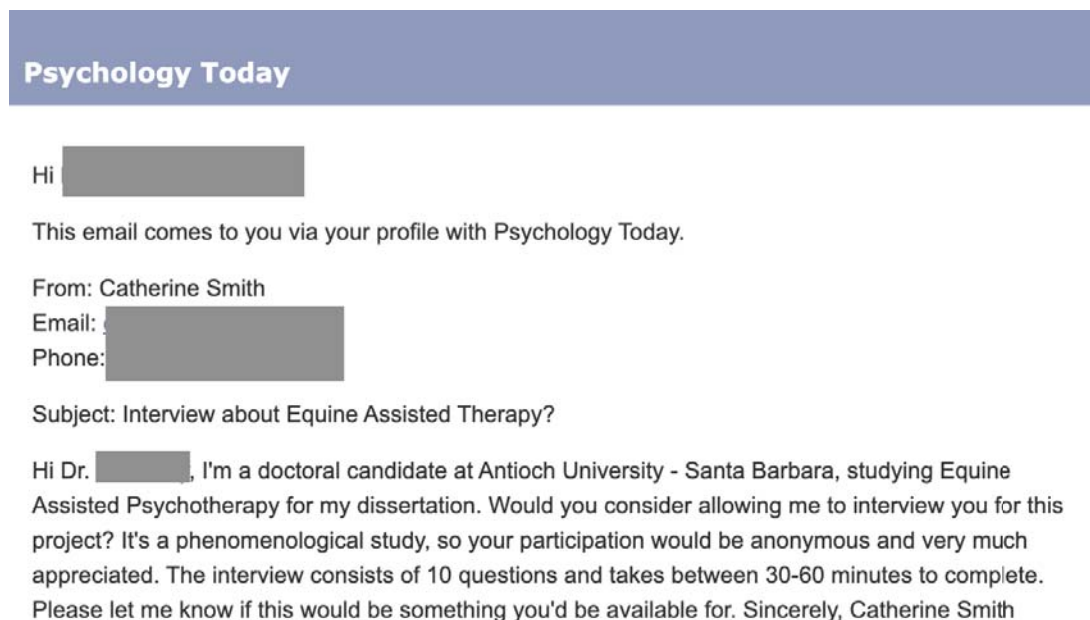 Psychology Today
Hi
This email comes to you via your profile with Psychology Today.
From: Catherine Smith
Email:
Phone:
Subject: Interview about Equine Assisted Therapy?
Hi Dr. , I'm a doctoral candidate at Antioch University - Santa Barbara, studying Equine
Assisted Psychotherapy for my dissertation. Would you consider allowing me to interview you for this
project? It's a phenomenological study, so your participation would be anonymous and very much
appreciated. The interview consists of 10 questions and takes between 30-60 minutes to complete.
Please let me know if this would be something you'd be available for. Sincerely, Catherine Smith